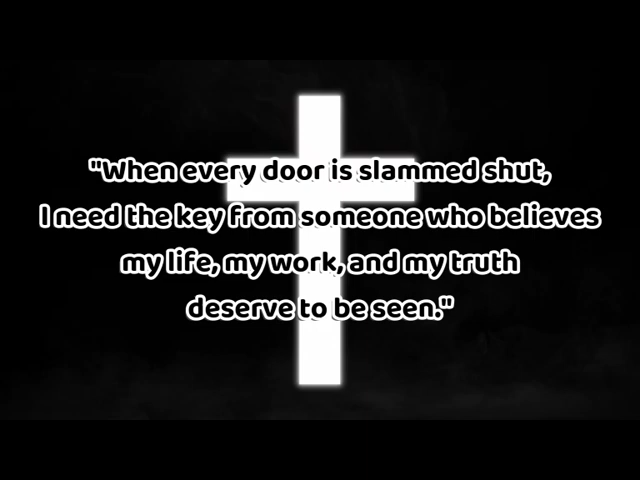 "When every door is slammed shut,
I need the key from someone who believes
my life, my work, and my truth
deserve to be seen."